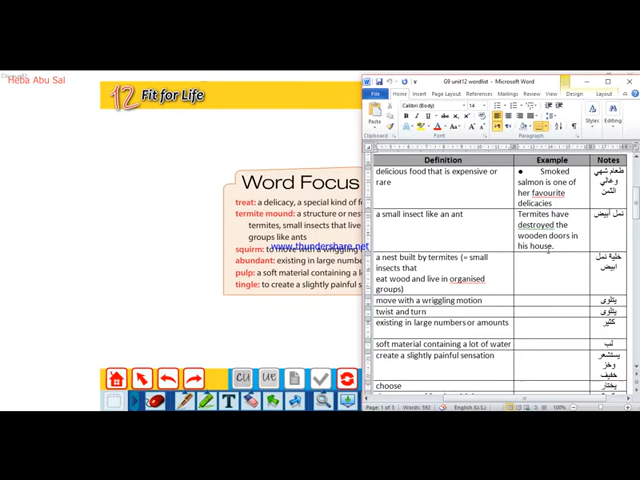 Heba Abu Sal
12 Fit for Life
Word Focus
treat: a delicacy, a special kind of f
termite mound: a structure or nest
termites, small insects that live
groups like ants
squirm: to move with a wriggling
abundant: existing in large numbe
pulp: a soft material containing a lo
tingle: to create a slightly painful s
www.thundershare.net
CU
UE
G9 unit12 wordlist - Microsoft Word
File Home Insert Page Layout References Mailings Review View Design Layout
Calibri (Body) 14
Paste
Clipboard
Font
Paragraph
Styles
Editing
Definition Example Notes
delicious food that is expensive or
rare
• Smoked
salmon is one of
her favourite
delicacies
طعام شهي
وغالي
الثمن
a small insect like an ant
Termites have
destroyed the
wooden doors in
his house.
نمل أبيض
a nest built by termites (= small
insects that
eat wood and live in organised
groups)
خلية نمل
ابيض
move with a wriggling motion
يتلوى
twist and turn
يتلوى
existing in large numbers or amounts
كثير
soft material containing a lot of water
لب
create a slightly painful sensation
يستشعر
وخز
خفيف
choose
يختار
Page: 1 of 5 Words: 592 English (U.S.) 100%